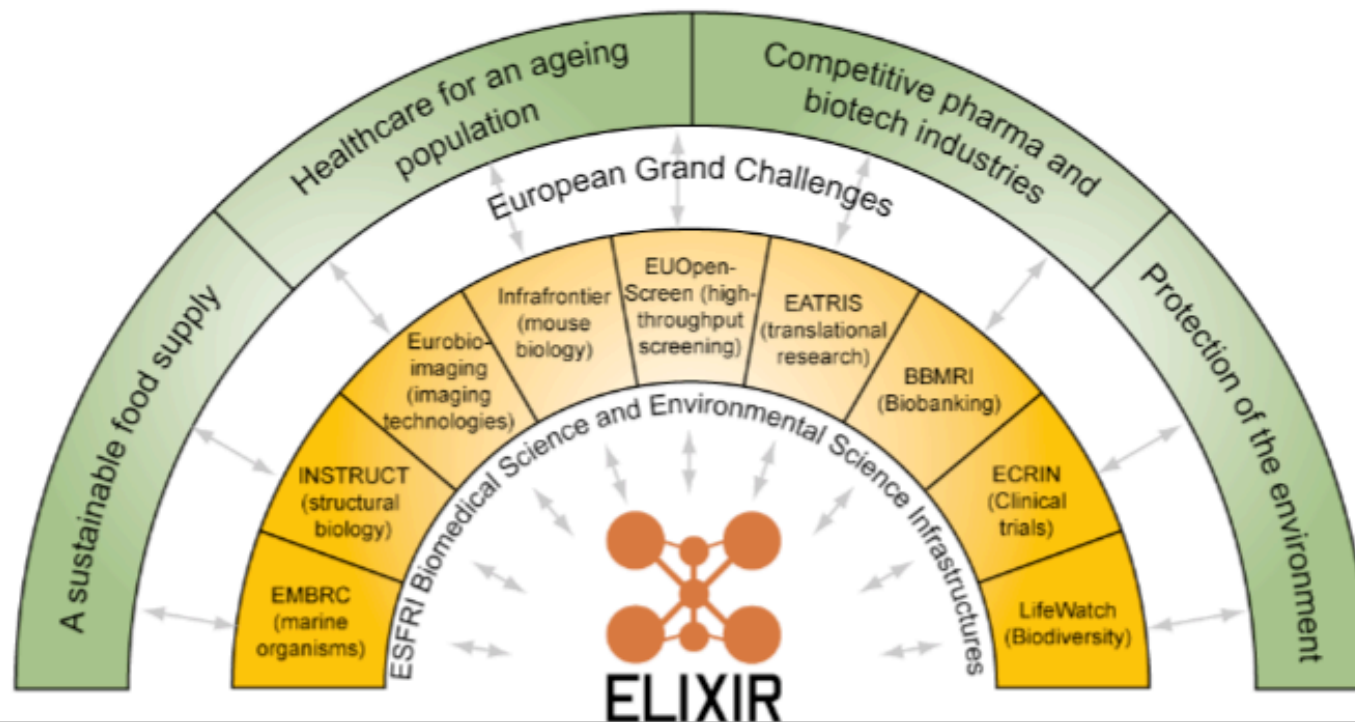 A sustainable food supply
Healthcare for an ageing
population
Competitive pharma and
biotech industries
Protection of the environment
European Grand Challenges
EMBRC
(marine
organisms)
INSTRUCT
(structural
biology)
Eurobio-
imaging
(imaging
technologies)
Infrafrontier
(mouse
biology)
EUOpen-
Screen (high-
throughput
screening)
EATRIS
(translational
research)
BBMRI
(Biobanking)
ECRIN
(Clinical
trials)
LifeWatch
(Biodiversity)
ESFRI Biomedical Science and Environmental Science Infrastructures
ELIXIR